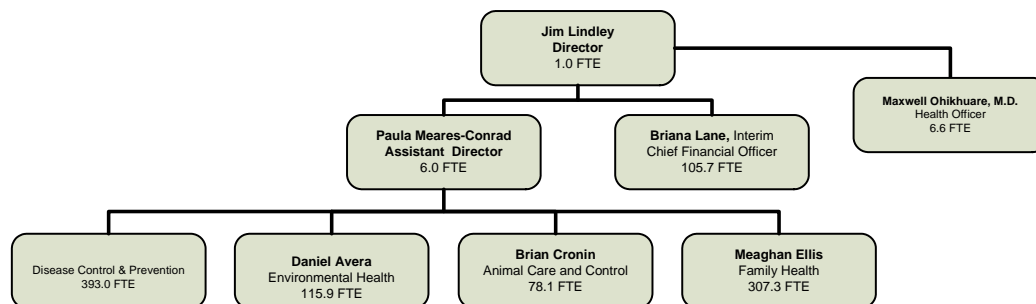 Jim Lindley
Director
1.0 FTE
Maxwell Ohikhuare, M.D.
Health Officer
6.6 FTE
Paula Meares-Conrad
Assistant Director
6.0 FTE
Briana Lane, Interim
Chief Financial Officer
105.7 FTE
Disease Control & Prevention
393.0 FTE
Daniel Avera
Environmental Health
115.9 FTE
Brian Cronin
Animal Care and Control
78.1 FTE
Meaghan Ellis
Family Health
307.3 FTE